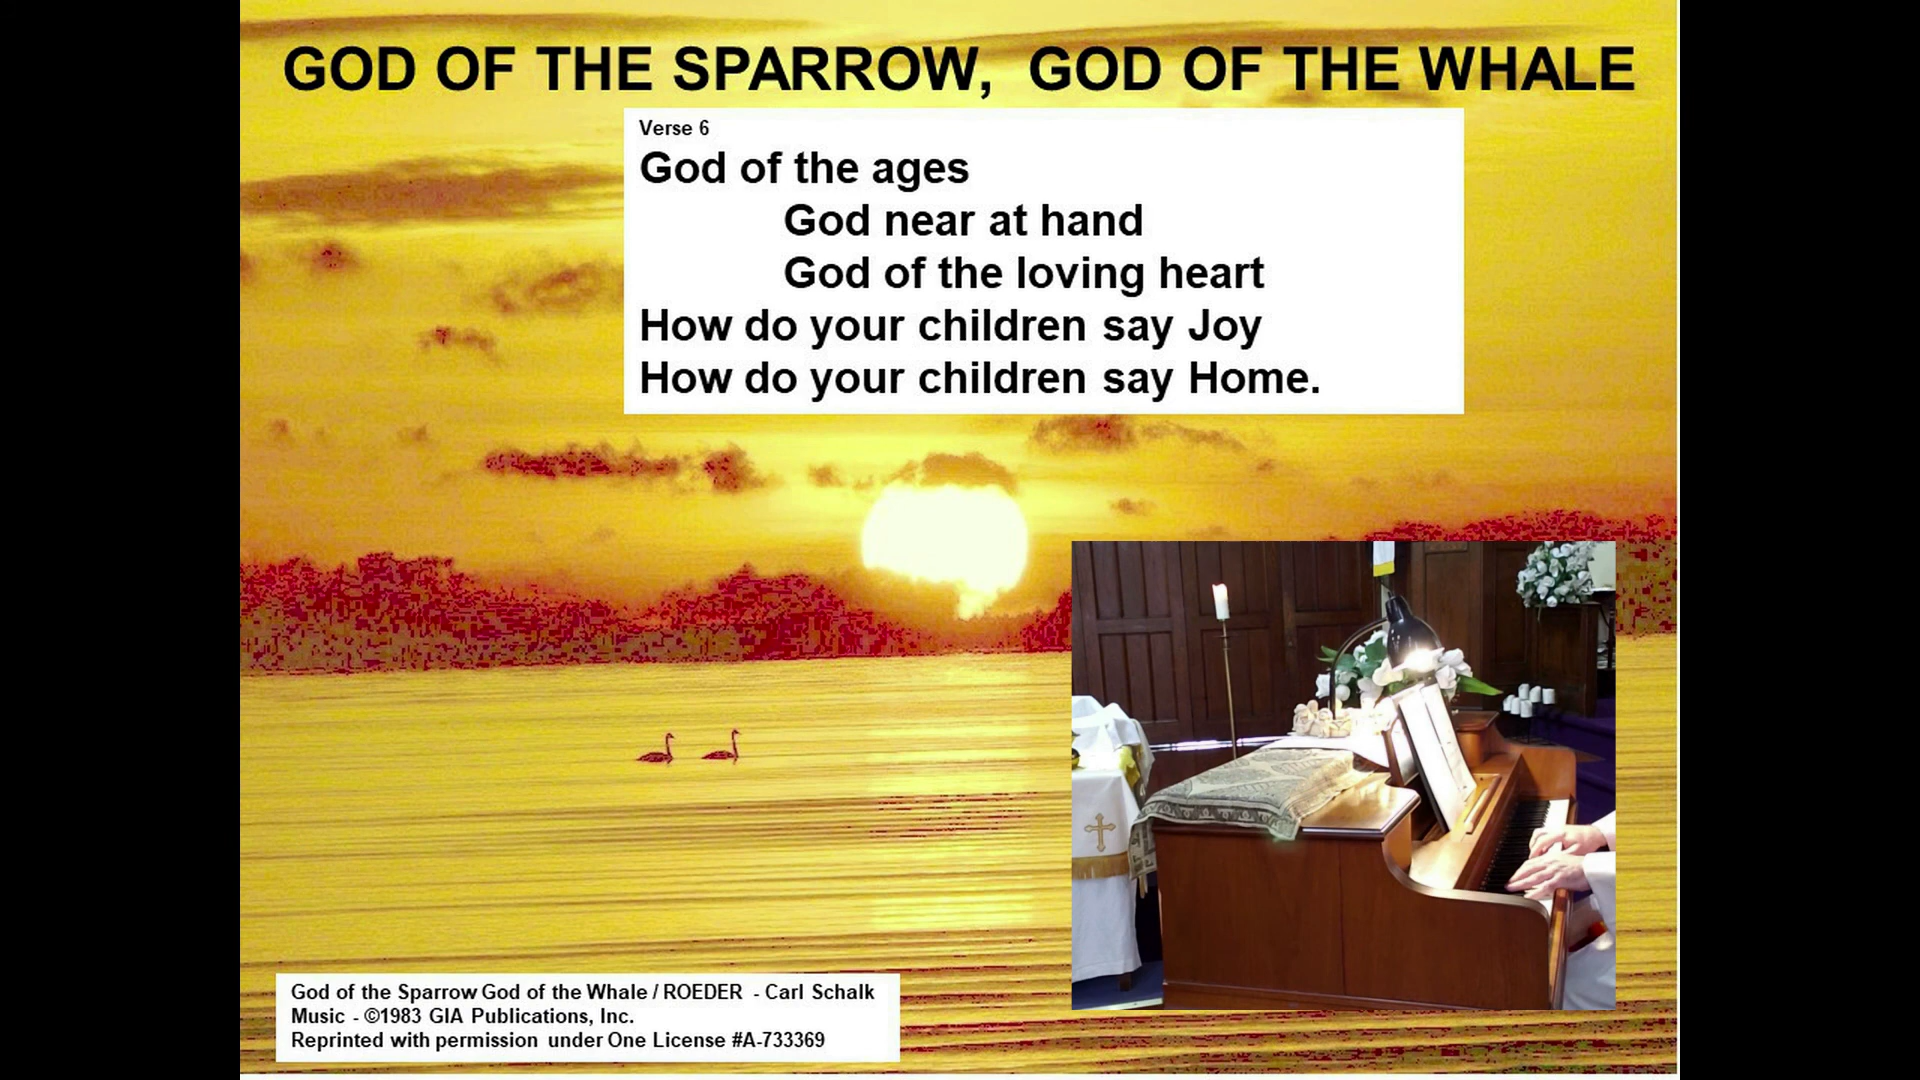 GOD OF THE SPARROW, GOD OF THE WHALE
Verse 6
God of the ages
God near at hand
God of the loving heart
How do your children say Joy
How do your children say Home.
God of the Sparrow God of the Whale / ROEDER - Carl Schalk
Music - ©1983 GIA Publications, Inc.
Reprinted with permission under One License #A-733369